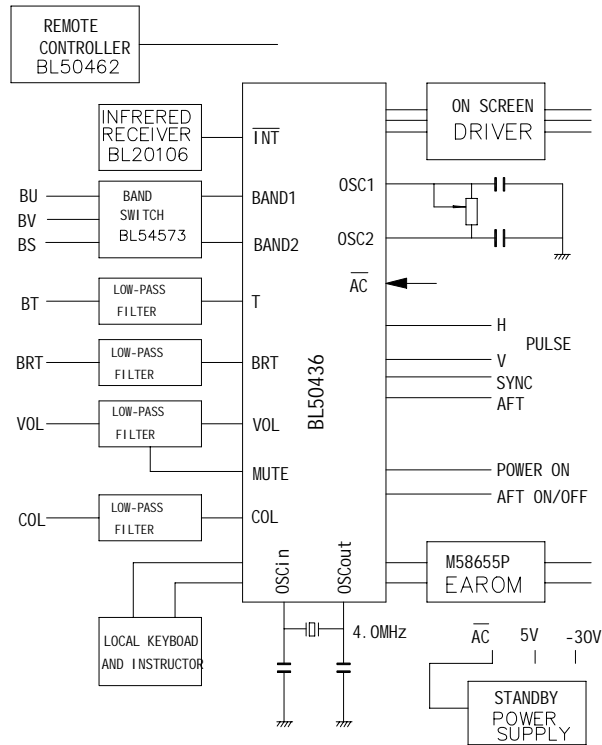 REMOTE
CONTROLLER
BL50462
INFRERED
RECEIVER
BL20106
INT
ON SCREEN
DRIVER
BU
BV
BS
BAND
SWITCH
BL54573
BAND1
BAND2
OSC1
OSC2
AC
BT
LOW-PASS
FILTER
T
BRT
LOW-PASS
FILTER
BRT
BL50436
H
PULSE
V
SYNC
AFT
VOL
LOW-PASS
FILTER
VOL
MUTE
POWER ON
AFT ON/OFF
COL
LOW-PASS
FILTER
COL
OSCin
OSCout
M58655P
EAROM
4.0MHz
LOCAL KEYBOAD
AND INSTRUCTOR
AC 5V -30V
STANDBY
POWER
SUPPLY